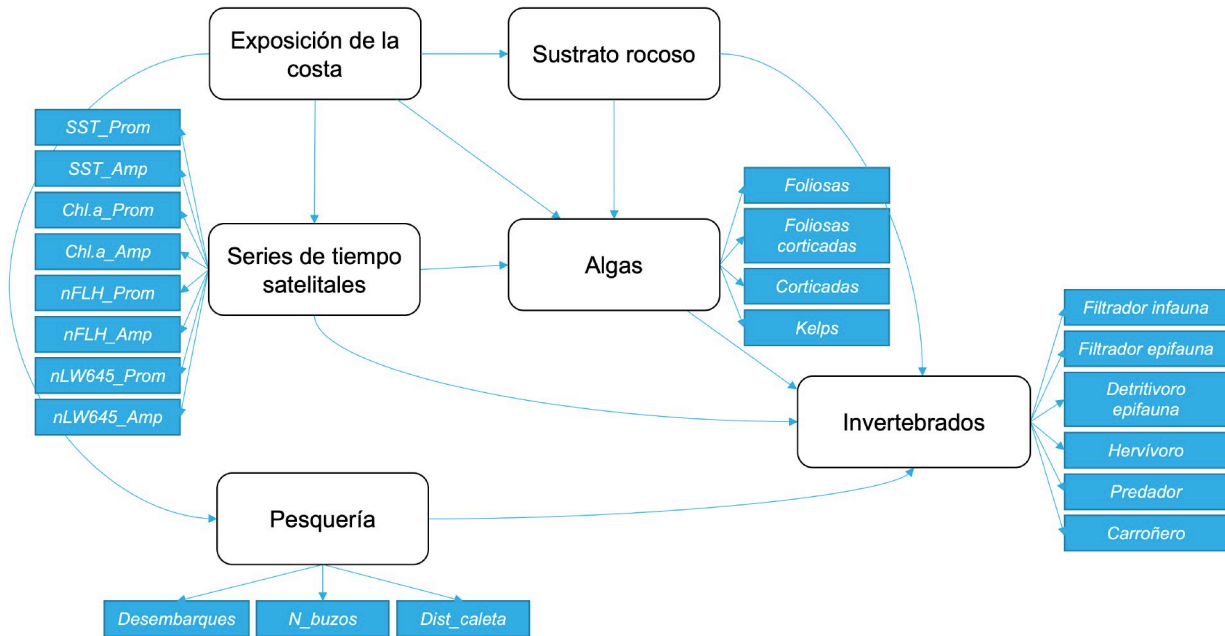 Exposición de la
costa
Sustrato rocoso
SST_Prom
SST_Amp
Chl.a_Prom
Chl.a_Amp
nFLH_Prom
nFLH_Amp
nLW645_Prom
nLW645_Amp
Series de tiempo
satelitales
Algas
Foliosas
Foliosas
corticadas
Corticadas
Kelps
Invertebrados
Filtrador infauna
Filtrador epifauna
Detritivoro
epifauna
Hervívoro
Predador
Carroñero
Pesquería
Desembarques
N_buzos
Dist_caleta